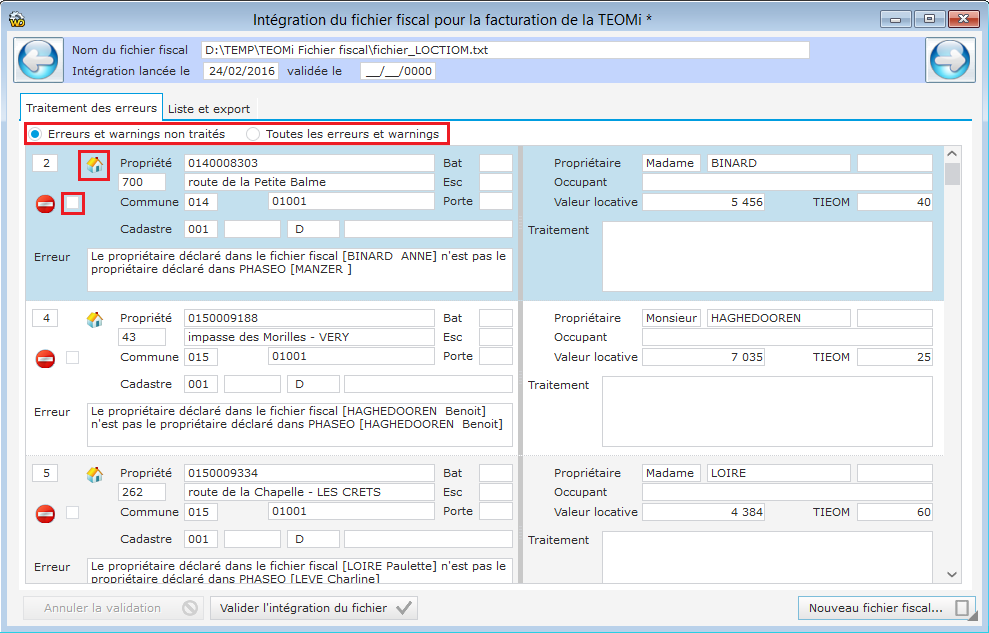 Intégration du fichier fiscal pour la facturation de la TEOMi *
Nom du fichier fiscal D:\TEMP\TEOMi Fichier fiscal\fichier_LOCTIOM.txt
Intégration lancée le 24/02/2016 validée le __/__/0000
Traitement des erreurs Liste et export
Erreurs et warnings non traités Toutes les erreurs et warnings
2 Propriété 0140008303 Bat Propriétaire Madame BINARD
700 route de la Petite Balme Esc Occupant
Commune 014 01001 Porte Valeur locative 5 456 TIEOM 40
Cadastre 001 D
Traitement
Erreur Le propriétaire déclaré dans le fichier fiscal [BINARD  ANNE] n'est pas le
propriétaire déclaré dans PHASEO [MANZER ]
4 Propriété 0150009188 Bat Propriétaire Monsieur HAGHEDOOREN
43 impasse des Morilles - VERY Esc Occupant
Commune 015 01001 Porte Valeur locative 7 035 TIEOM 25
Cadastre 001 D
Traitement
Erreur Le propriétaire déclaré dans le fichier fiscal [HAGHEDOOREN  Benoit]
n'est pas le propriétaire déclaré dans PHASEO [HAGHEDOOREN  Benoit]
5 Propriété 0150009334 Bat Propriétaire Madame LOIRE
262 route de la Chapelle - LES CRETS Esc Occupant
Commune 015 01001 Porte Valeur locative 4 384 TIEOM 60
Cadastre 001 D
Traitement
Erreur Le propriétaire déclaré dans le fichier fiscal [LOIRE Paulette] n'est pas le
propriétaire déclaré dans PHASEO [LEVE Charline]
Annuler la validation Valider l'intégration du fichier Nouveau fichier fiscal...